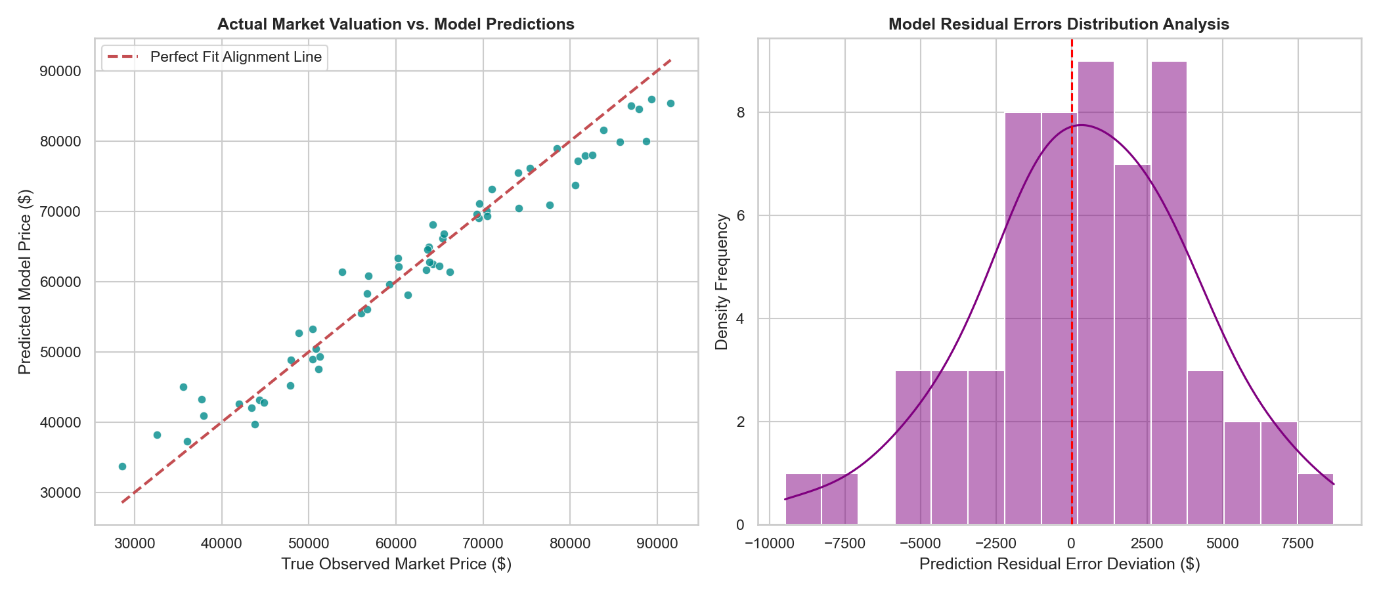 Actual Market Valuation vs. Model Predictions
Perfect Fit Alignment Line
90000
80000
70000
60000
50000
40000
30000
Predicted Model Price ($)
30000 40000 50000 60000 70000 80000 90000
True Observed Market Price ($)
Model Residual Errors Distribution Analysis
8
6
4
2
0
Density Frequency
−10000 −7500 −5000 −2500 0 2500 5000 7500
Prediction Residual Error Deviation ($)